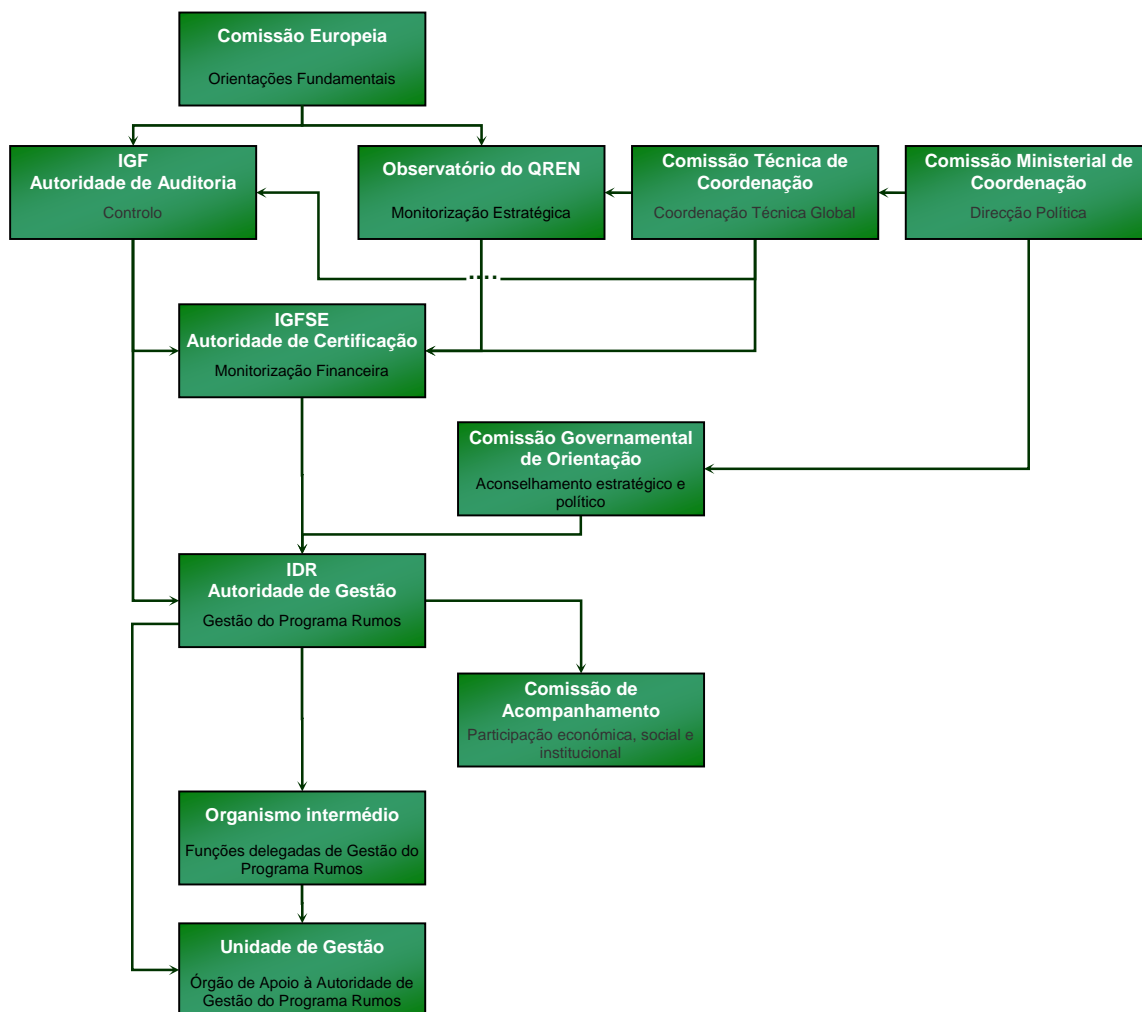 Comissão Europeia
Orientações Fundamentais
IGF
Autoridade de Auditoria
Controlo
Observatório do QREN
Monitorização Estratégica
Comissão Técnica de
Coordenação
Coordenação Técnica Global
Comissão Ministerial de
Coordenação
Direcção Política
IGFSE
Autoridade de Certificação
Monitorização Financeira
Comissão Governamental
de Orientação
Aconselhamento estratégico e
político
IDR
Autoridade de Gestão
Gestão do Programa Rumos
Comissão de
Acompanhamento
Participação económica, social e
institucional
Organismo intermédio
Funções delegadas de Gestão do
Programa Rumos
Unidade de Gestão
Órgão de Apoio à Autoridade de
Gestão do Programa Rumos